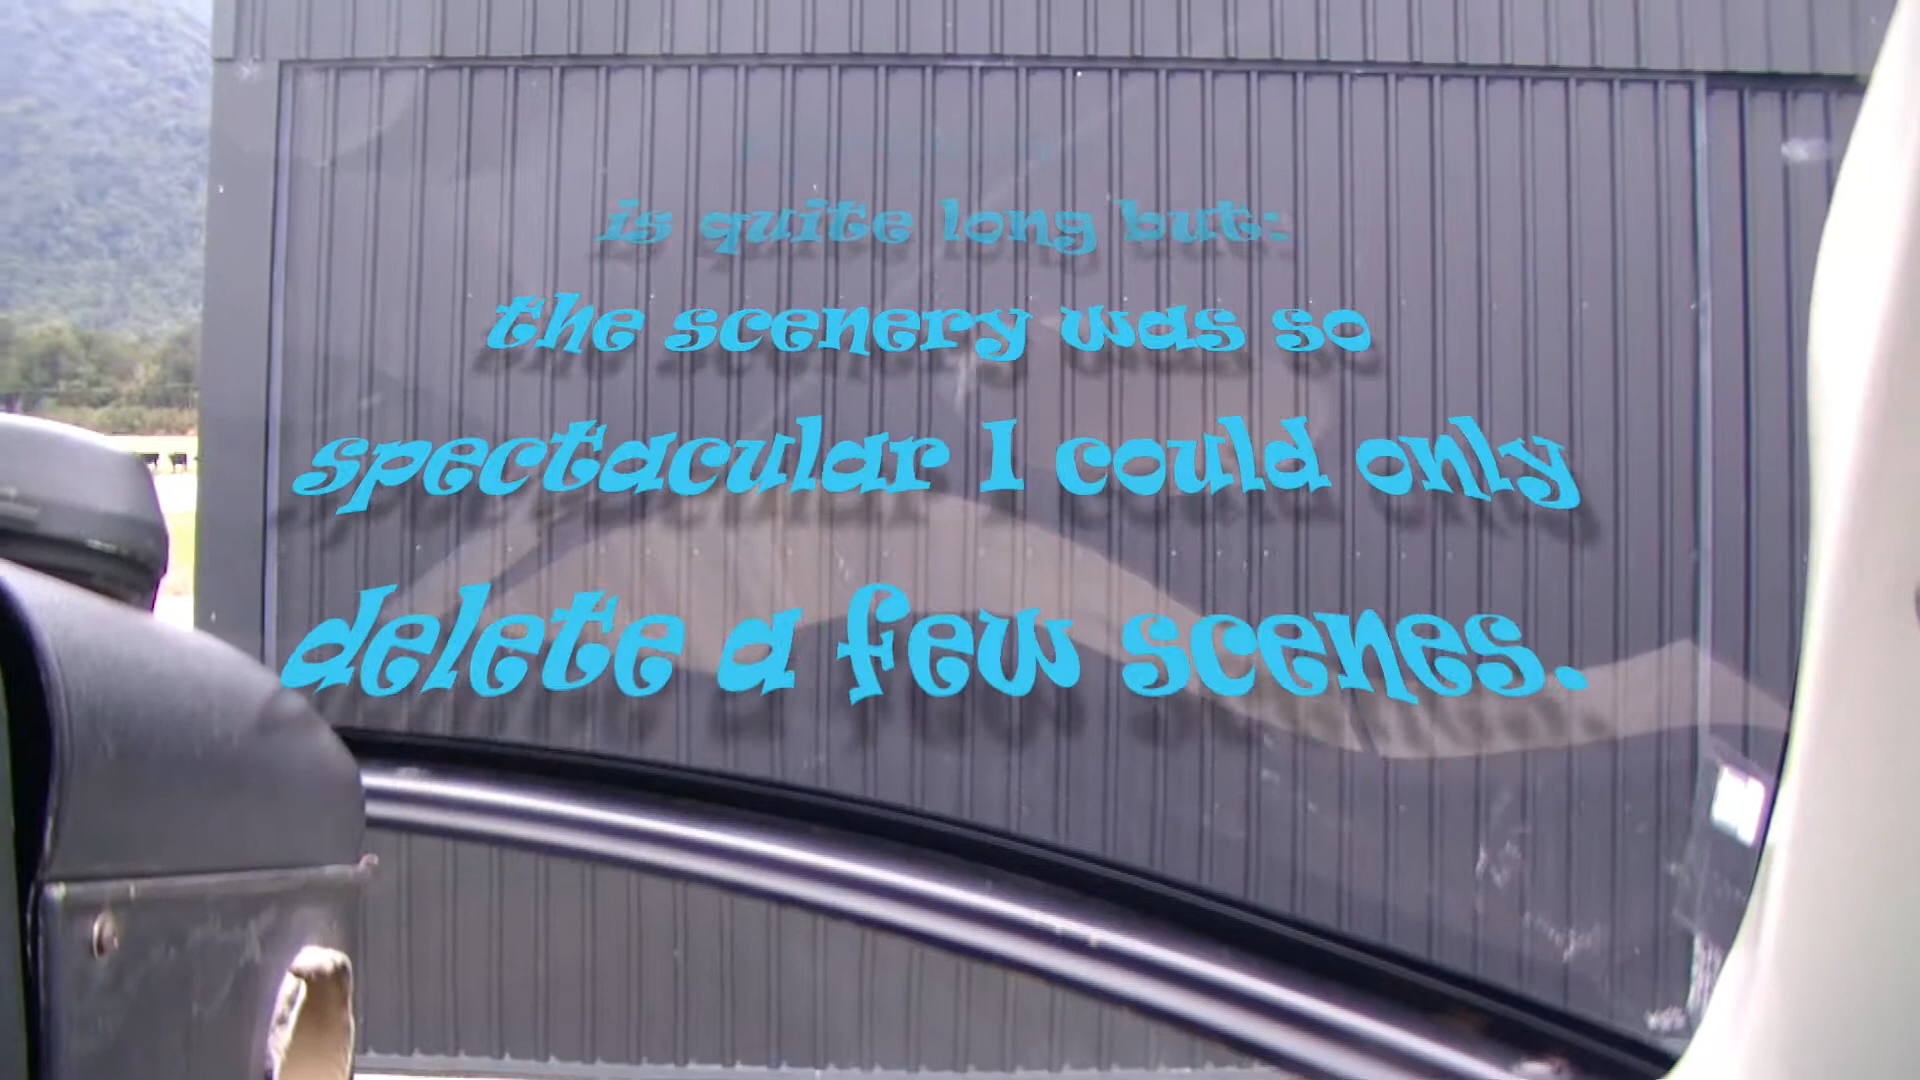 is quite long but:
the scenery was so
spectacular I could only
delete a few scenes.